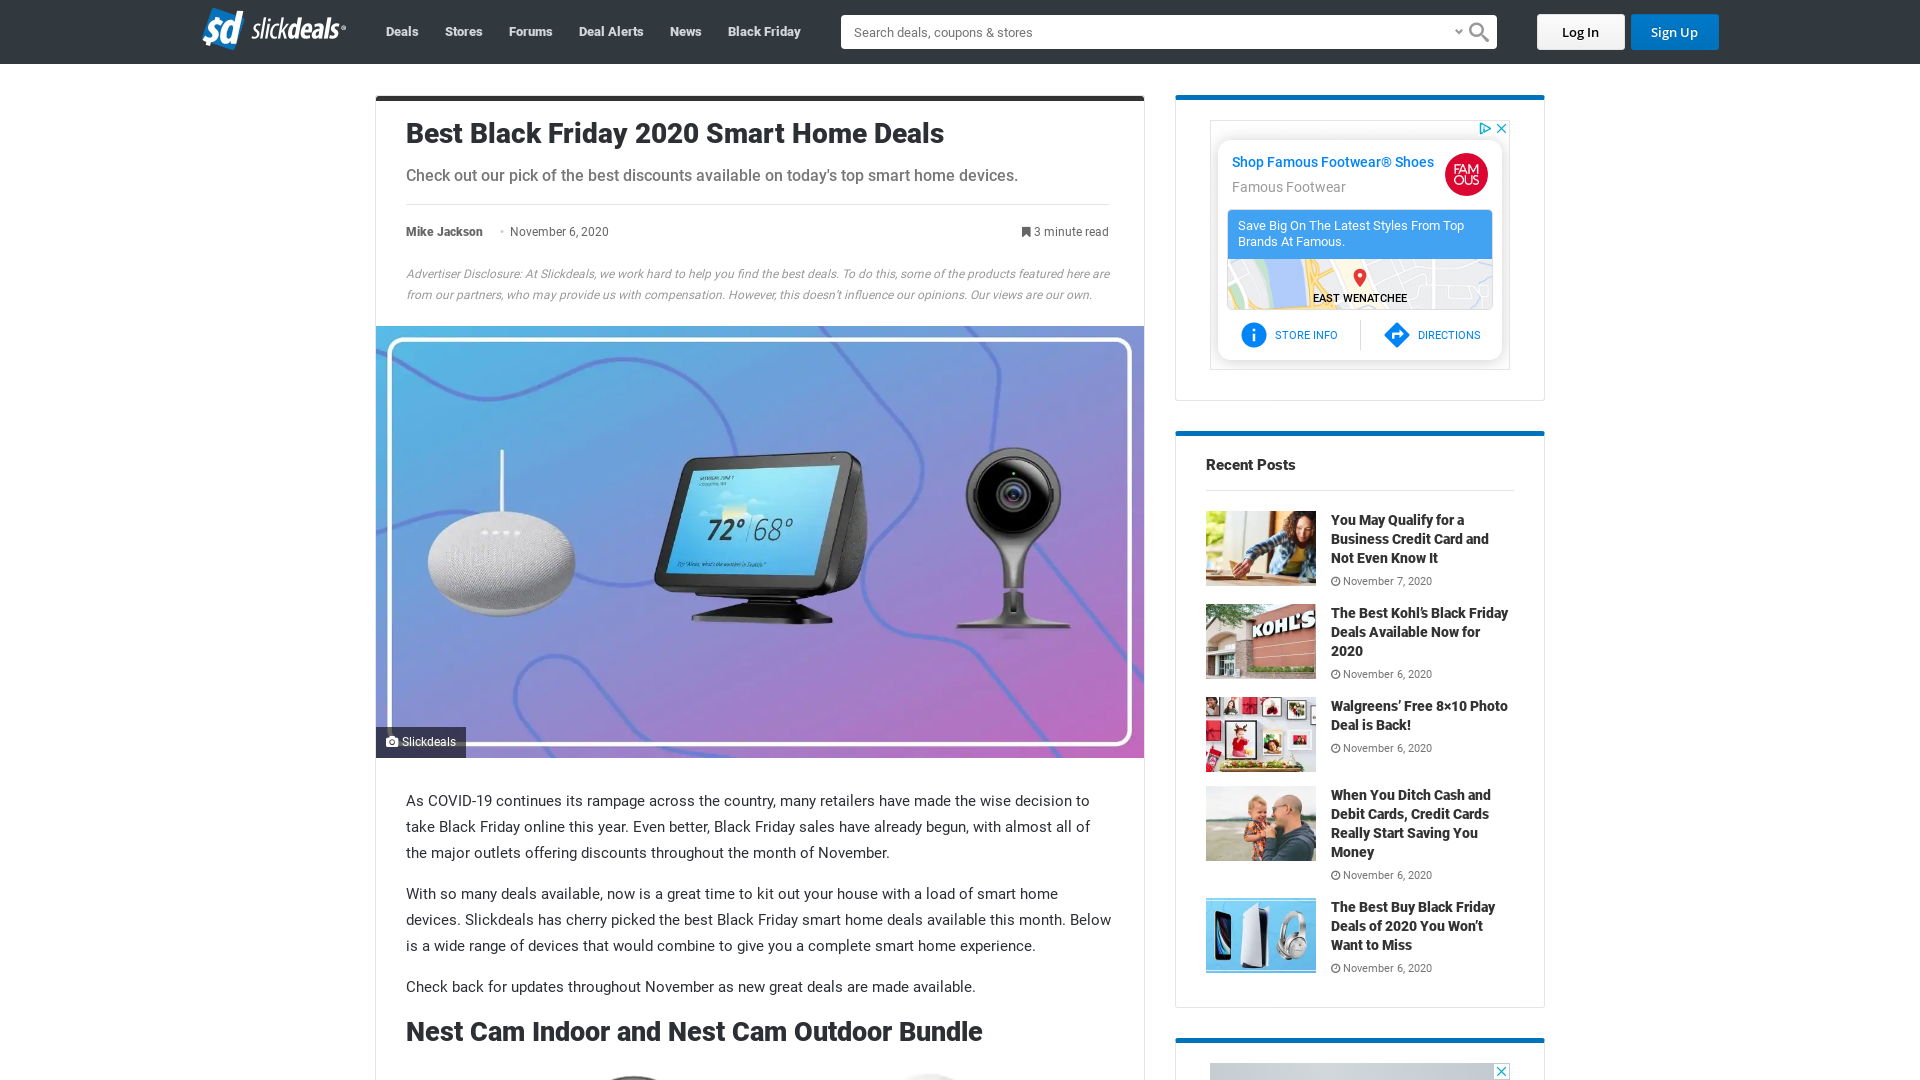 sd slickdeals
Deals Stores Forums Deal Alerts News Black Friday
Search deals, coupons & stores
Log In Sign Up
Best Black Friday 2020 Smart Home Deals
Check out our pick of the best discounts available on today's top smart home devices.
Mike Jackson • November 6, 2020 3 minute read
Advertiser Disclosure: At Slickdeals, we work hard to help you find the best deals. To do this, some of the products featured here are
from our partners, who may provide us with compensation. However, this doesn’t influence our opinions. Our views are our own.
72° 68°
Slickdeals
As COVID-19 continues its rampage across the country, many retailers have made the wise decision to
take Black Friday online this year. Even better, Black Friday sales have already begun, with almost all of
the major outlets offering discounts throughout the month of November.
With so many deals available, now is a great time to kit out your house with a load of smart home
devices. Slickdeals has cherry picked the best Black Friday smart home deals available this month. Below
is a wide range of devices that would combine to give you a complete smart home experience.
Check back for updates throughout November as new great deals are made available.
Nest Cam Indoor and Nest Cam Outdoor Bundle
Shop Famous Footwear® Shoes
Famous Footwear
FAM
OUS
Save Big On The Latest Styles From Top
Brands At Famous.
EAST WENATCHEE
STORE INFO DIRECTIONS
Recent Posts
You May Qualify for a
Business Credit Card and
Not Even Know It
November 7, 2020
KOHL'S
The Best Kohl’s Black Friday
Deals Available Now for
2020
November 6, 2020
Walgreens’ Free 8×10 Photo
Deal is Back!
November 6, 2020
When You Ditch Cash and
Debit Cards, Credit Cards
Really Start Saving You
Money
November 6, 2020
The Best Buy Black Friday
Deals of 2020 You Won’t
Want to Miss
November 6, 2020